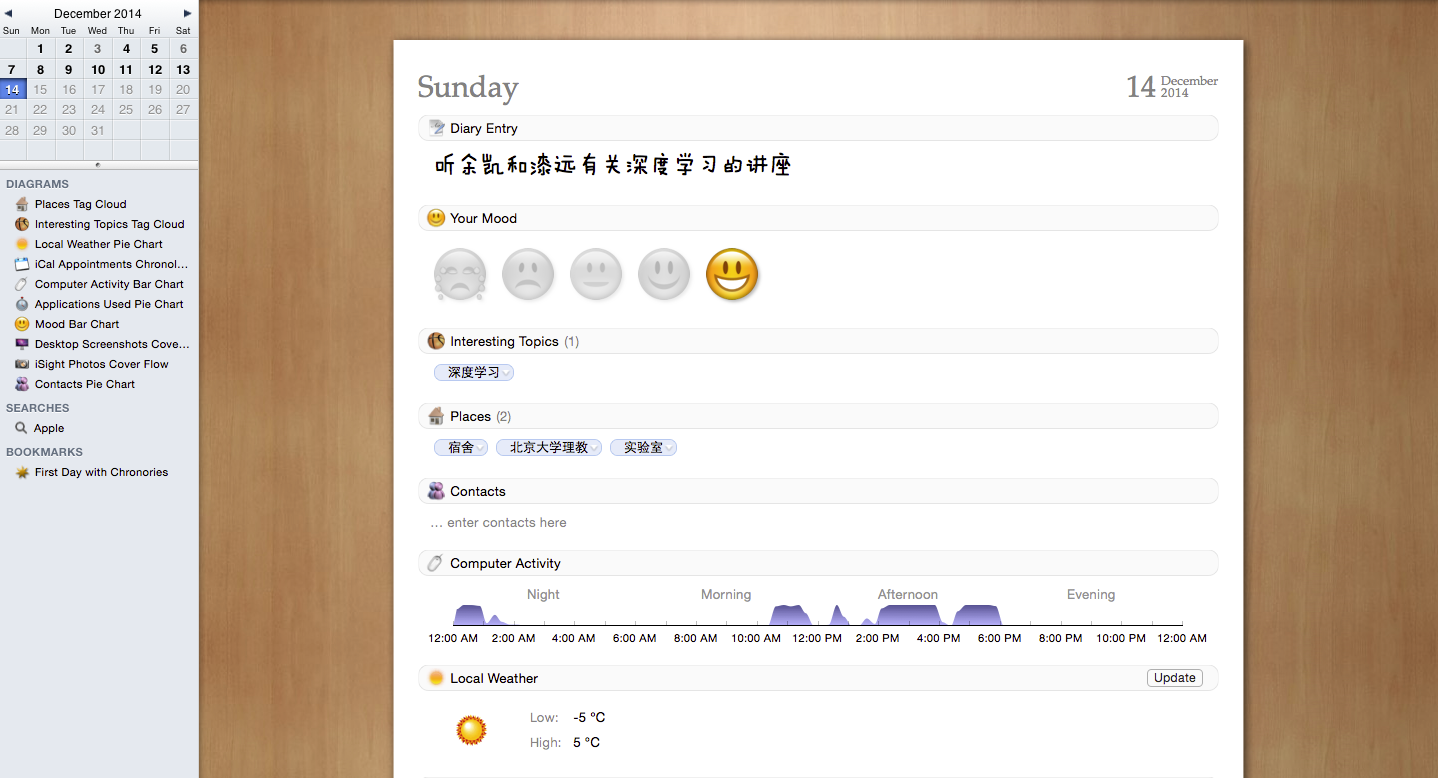 December 2014
Sun Mon Tue Wed Thu Fri Sat
1 2 3 4 5 6
7 8 9 10 11 12 13
14 15 16 17 18 19 20
21 22 23 24 25 26 27
28 29 30 31
DIAGRAMS
Places Tag Cloud
Interesting Topics Tag Cloud
Local Weather Pie Chart
iCal Appointments Chronol...
Computer Activity Bar Chart
Applications Used Pie Chart
Mood Bar Chart
Desktop Screenshots Cove...
iSight Photos Cover Flow
Contacts Pie Chart
SEARCHES
Apple
BOOKMARKS
First Day with Chronories
Sunday
14 December
2014
Diary Entry
听余凯和漆远有关深度学习的讲座
Your Mood
Interesting Topics (1)
深度学习
Places (2)
宿舍 北京大学理教 实验室
Contacts
... enter contacts here
Computer Activity
Night Morning Afternoon Evening
12:00 AM 2:00 AM 4:00 AM 6:00 AM 8:00 AM 10:00 AM 12:00 PM 2:00 PM 4:00 PM 6:00 PM 8:00 PM 10:00 PM 12:00 AM
Local Weather Update
Low: -5 °C
High: 5 °C